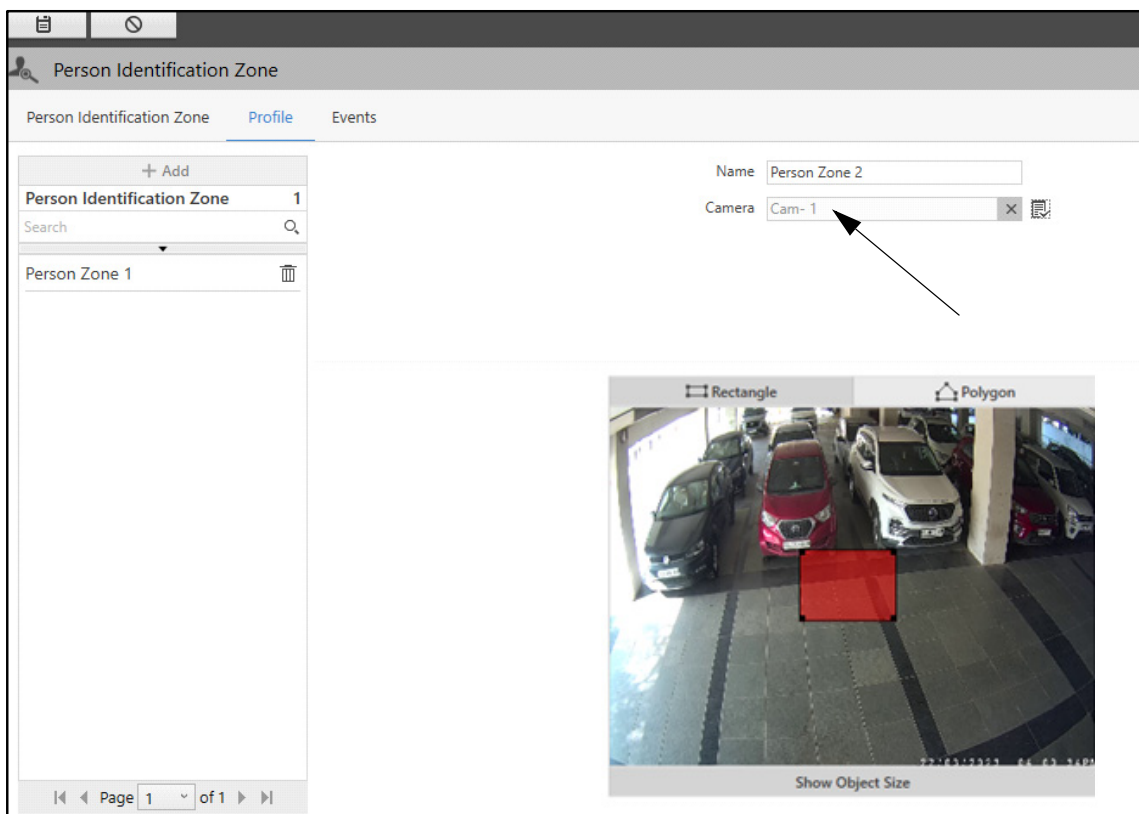 Person Identification Zone
Person Identification Zone Profile Events
+ Add
Person Identification Zone 1
Search
Person Zone 1
Page 1 of 1
Name Person Zone 2
Camera Cam- 1
Rectangle Polygon
Show Object Size